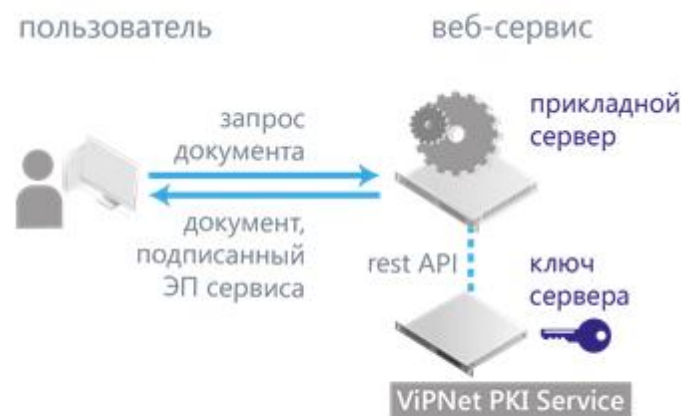 пользователь
веб-сервис
запрос
документа
прикладной
сервер
документ,
подписанный
ЭП сервиса
rest API
ключ
сервера
ViPNet PKI Service